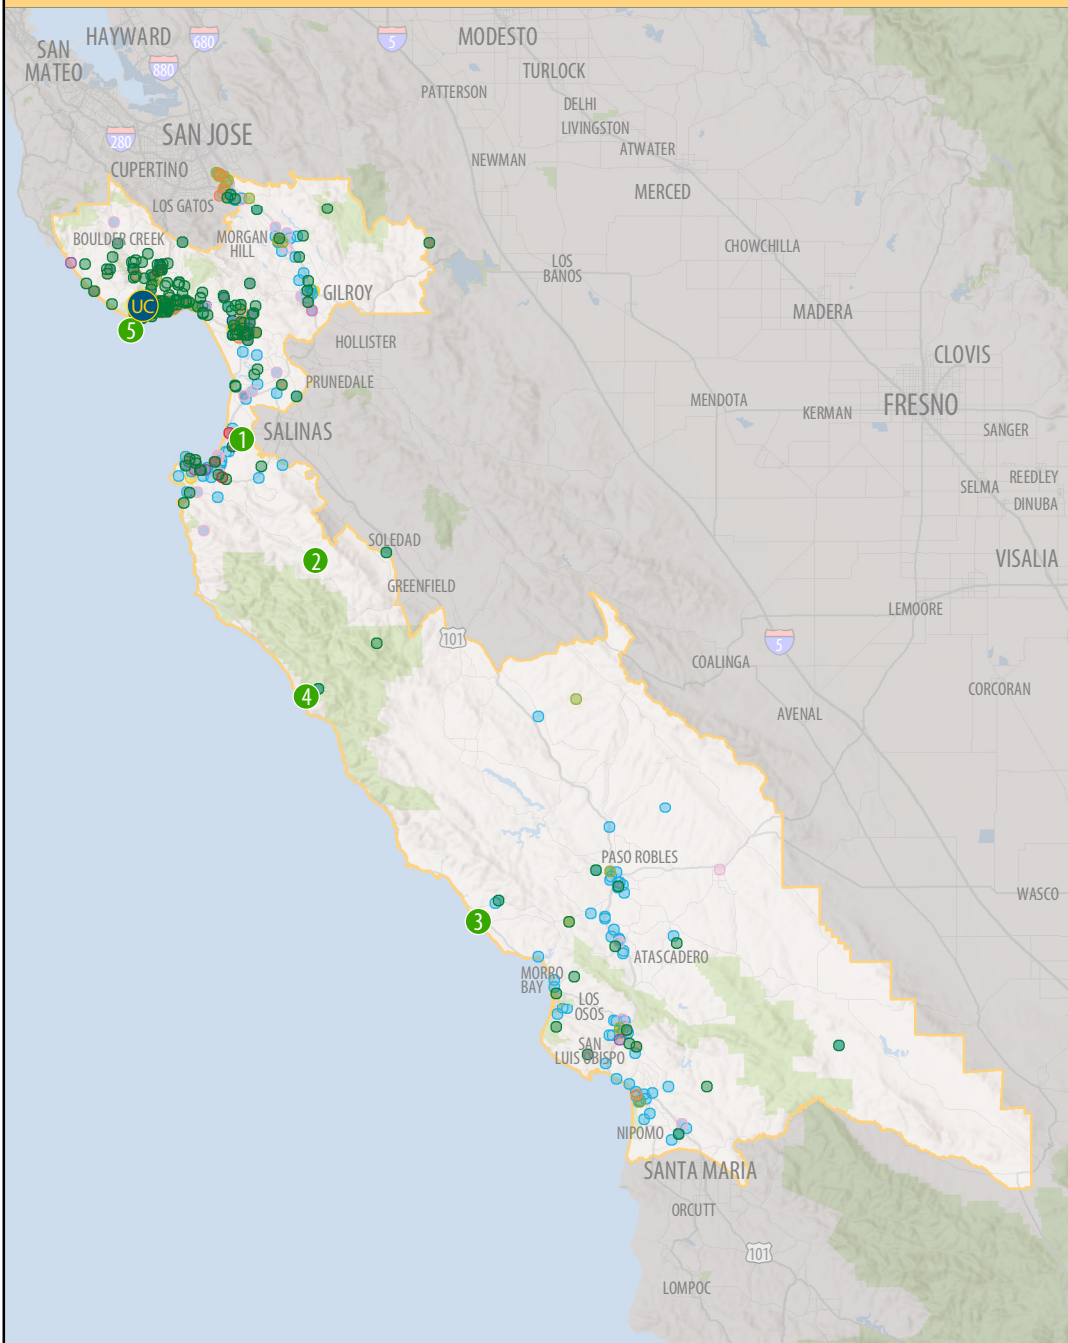 HAYWARD
680
5
MODESTO
SAN
MATEO
880
TURLOCK
PATTERSON
DELHI
LIVINGSTON
280
SAN JOSE
ATWATER
NEWMAN
CUPERTINO
MERCED
LOS GATOS
BOULDER CREEK
MORGAN
HILL
CHOWCHILLA
LOS
BANOS
GILROY
UC
MADERA
5
HOLLISTER
CLOVIS
PRUNEDALE
MENDOTA
KERMAN
FRESNO
SANGER
1
SALINAS
SELMA
REEDLEY
DINUBA
SOLEDAD
2
VISALIA
GREENFIELD
LEMOORE
101
5
COALINGA
4
CORCORAN
AVENAL
PASO ROBLES
WASCO
3
ATASCADERO
MORRO
BAY
LOS
OSOS
SAN
LUIS OBISPO
NIPOMO
SANTA MARIA
ORCUTT
101
LOMPOC